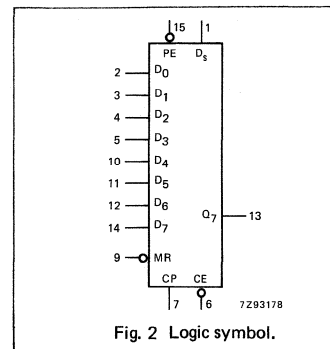 15 1
PE Ds
2 D0
3 D1
4 D2
5 D3
10 D4
11 D5
12 D6
Q7 13
14 D7
9 MR
CP CE
7 6 7Z93178
Fig. 2 Logic symbol.